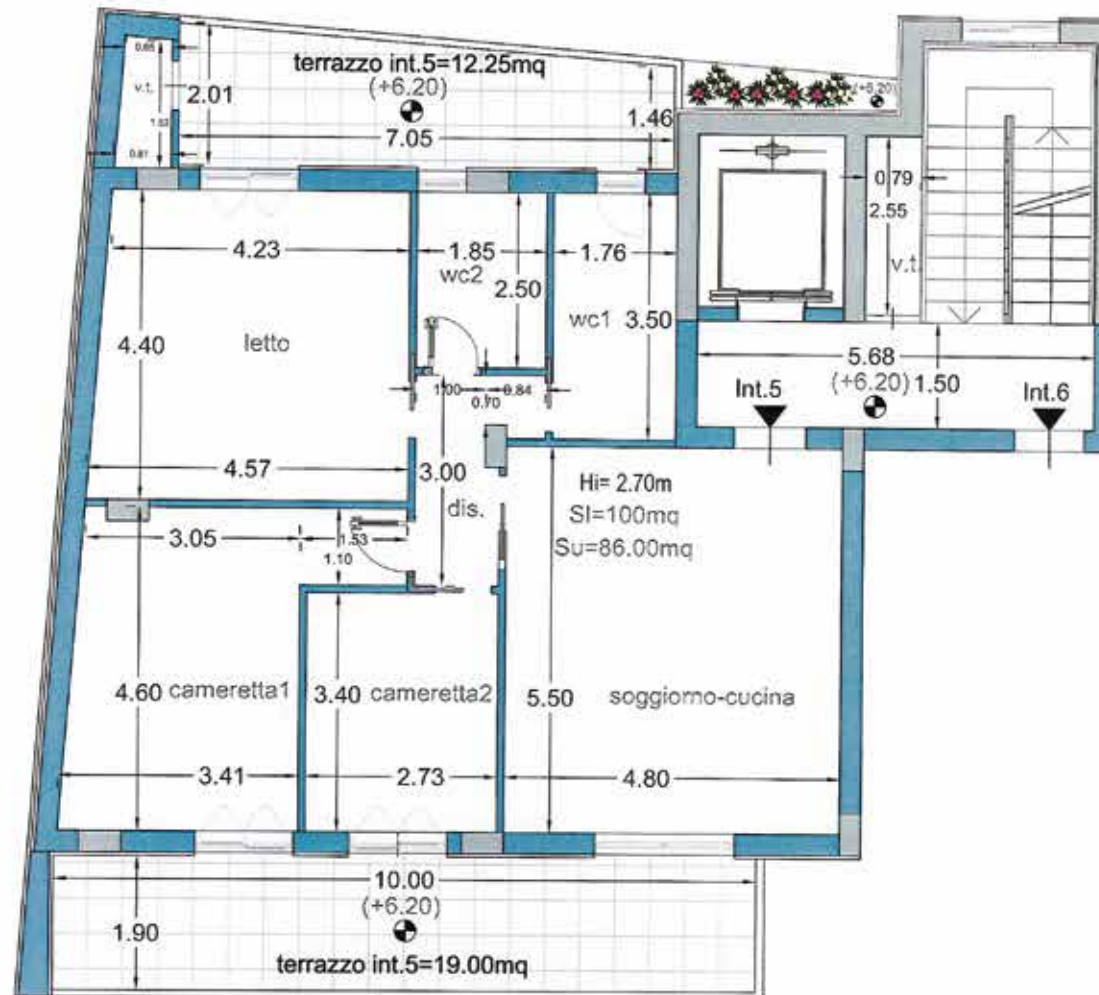 0.65
terrazzo int.5=12.25mq
(+6.20)
(+6.20)
v.t.
2.01
1.46
7.05
0.81
0.79
2.55
v.t.
4.23
1.85
1.76
wc2
2.50
wc1
3.50
4.40
letto
5.68
(+6.20)
1.50
Int.5
Int.6
1.00
0.70
0.84
4.57
3.00
Hi= 2.70m
dis.
SI=100mq
3.05
1.53
1.10
Su=86.00mq
4.60
cameretta1
3.40
cameretta2
5.50
soggiorno-cucina
3.41
2.73
4.80
10.00
(+6.20)
1.90
terrazzo int.5=19.00mq